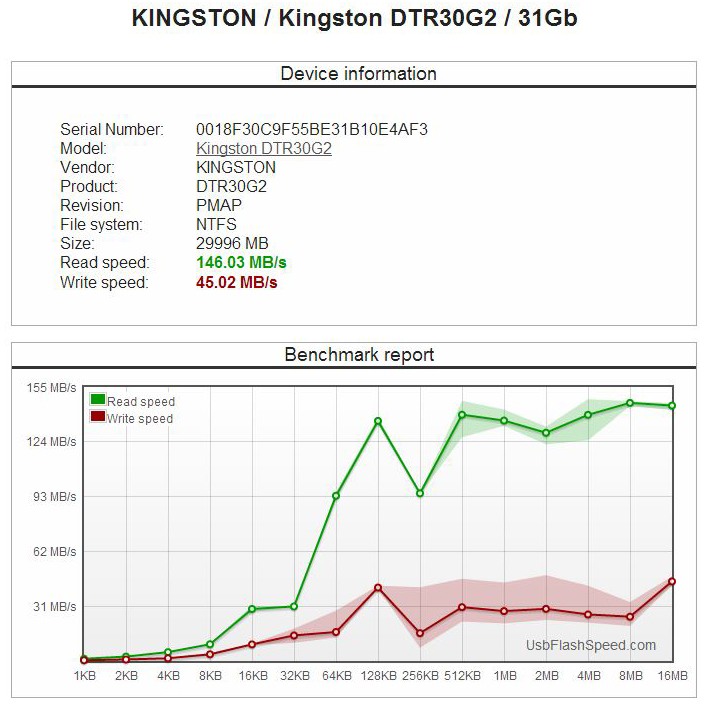 KINGSTON / Kingston DTR30G2 / 31Gb
Device information
Serial Number: 0018F30C9F55BE31B10E4AF3
Model: Kingston DTR30G2
Vendor: KINGSTON
Product: DTR30G2
Revision: PMAP
File system: NTFS
Size: 29996 MB
Read speed: 146.03 MB/s
Write speed: 45.02 MB/s
Benchmark report
155 MB/s
Read speed
Write speed
124 MB/s
93 MB/s
62 MB/s
31 MB/s
UsbFlashSpeed.com
1KB 2KB 4KB 8KB 16KB 32KB 64KB 128KB 256KB 512KB 1MB 2MB 4MB 8MB 16MB